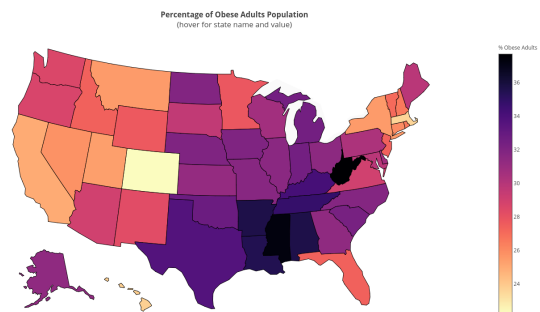 Percentage of Obese Adults Population
(hover for state name and value)
% Obese Adults
36
34
32
30
28
26
24